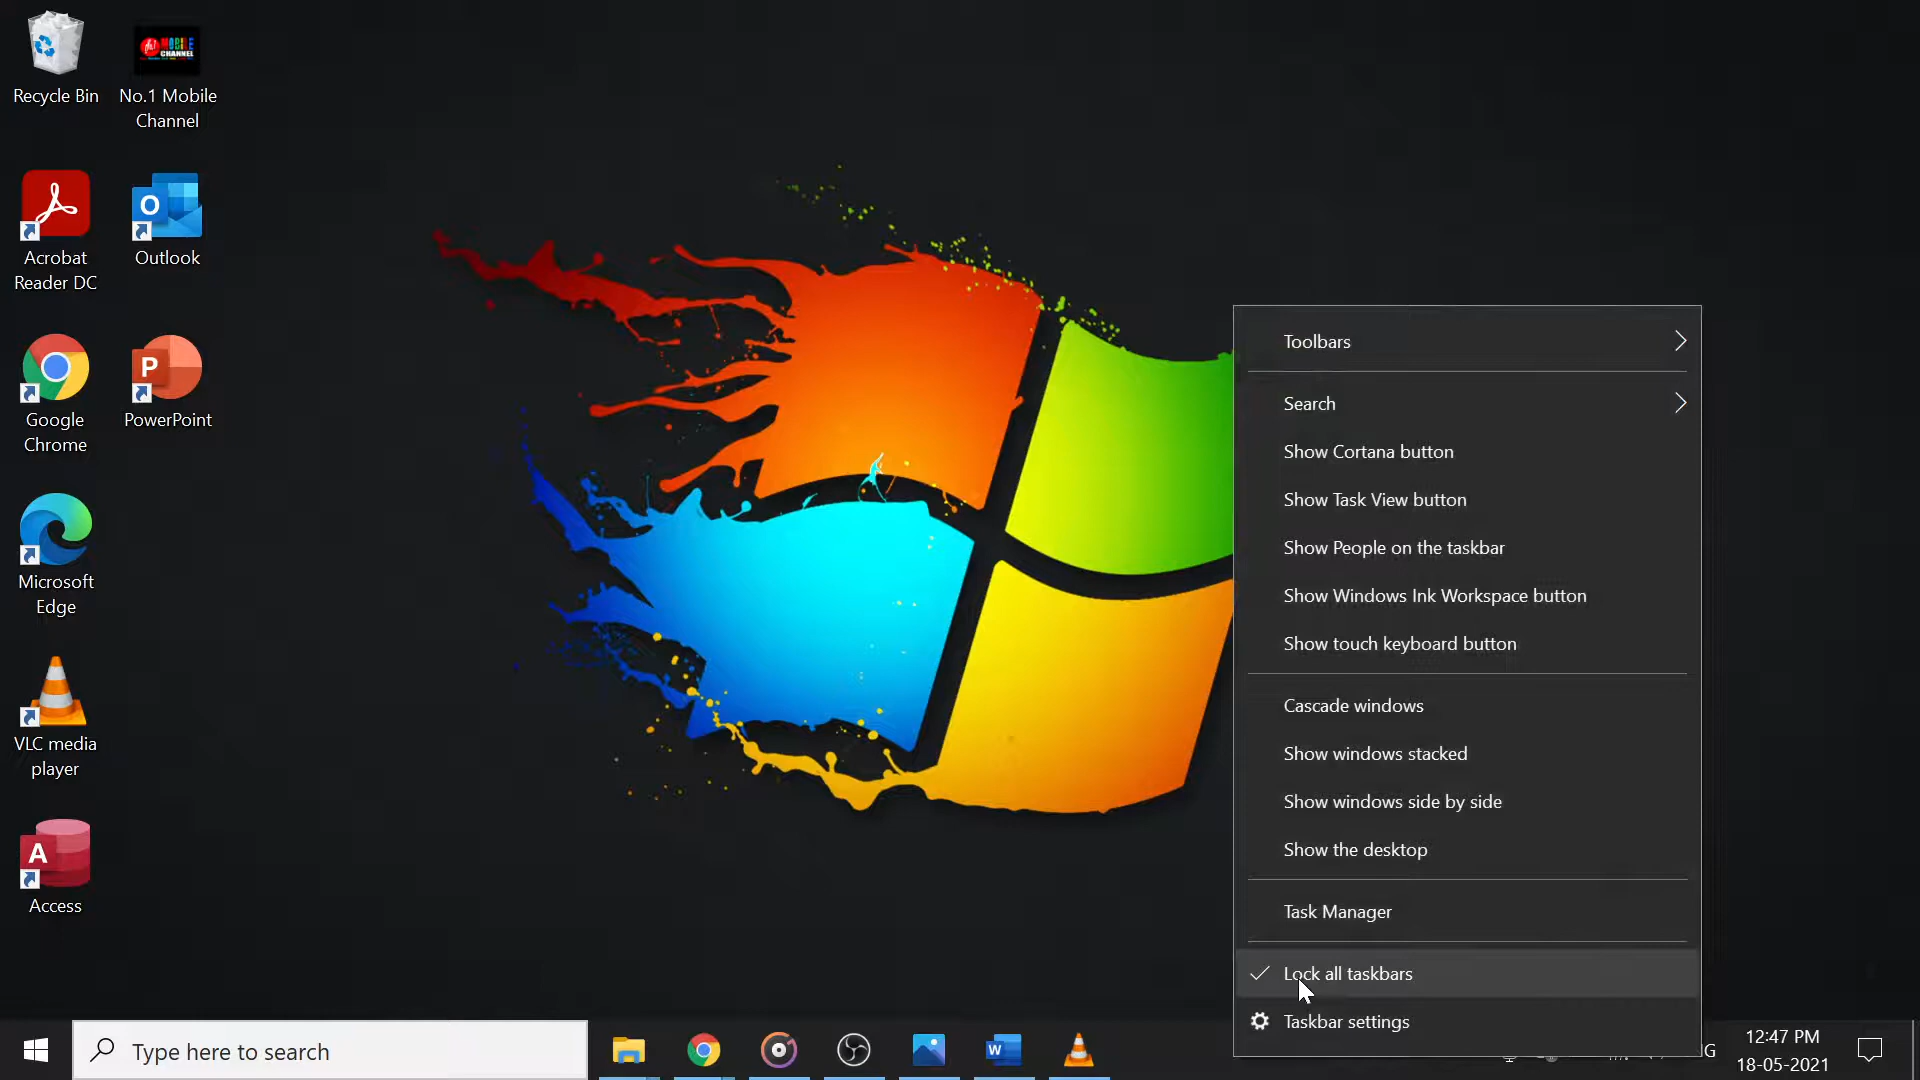 Recycle Bin
No.1 Mobile
Channel
MOBILE
CHANNEL
Acrobat
Reader DC
O
Outlook
Google
Chrome
P
PowerPoint
Microsoft
Edge
VLC media
player
A
Access
Toolbars
Search
Show Cortana button
Show Task View button
Show People on the taskbar
Show Windows Ink Workspace button
Show touch keyboard button
Cascade windows
Show windows stacked
Show windows side by side
Show the desktop
Task Manager
Lock all taskbars
Taskbar settings
Type here to search
W
G
12:47 PM
18-05-2021